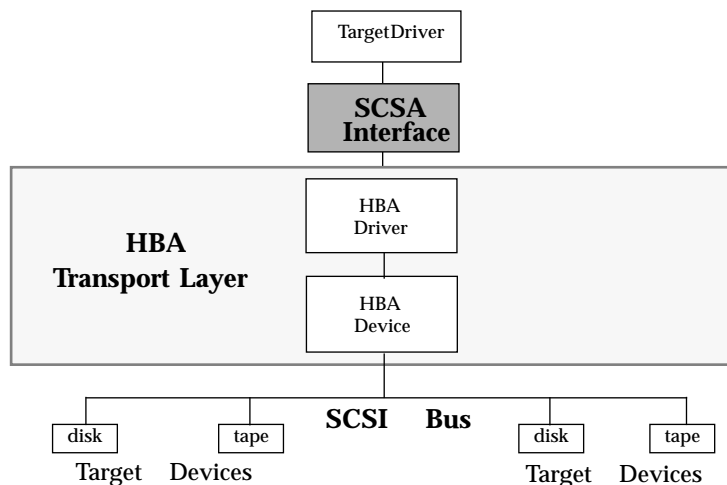 TargetDriver
SCSA
Interface
HBA
Driver
HBA
Transport Layer
HBA
Device
SCSI Bus
disk
tape
disk
tape
Target Devices
Target Devices